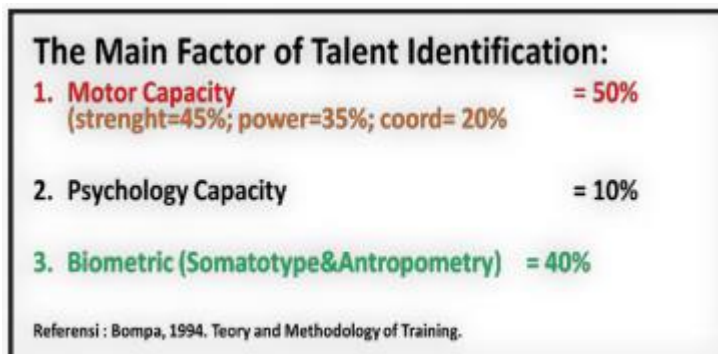 The Main Factor of Talent Identification:
1. Motor Capacity = 50%
(strenght=45%; power=35%; coord= 20%
2. Psychology Capacity = 10%
3. Biometric (Somatotype&Antropometry) = 40%
Referensi : Bompa, 1994. Teory and Methodology of Training.